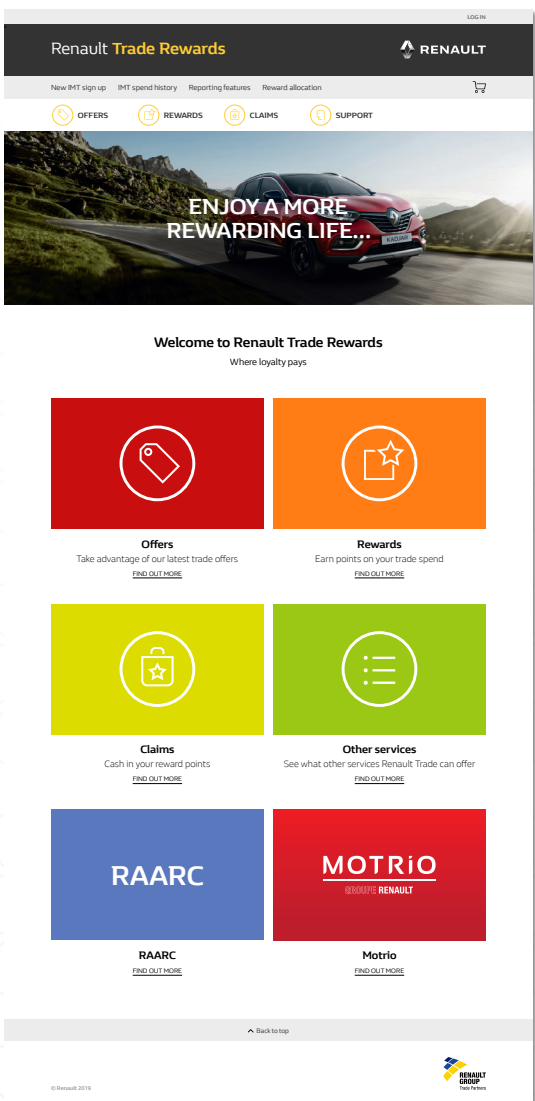 LOG IN
Renault Trade Rewards
RENAULT
New IMT sign up IMT spend history Reporting features Reward allocation
OFFERS REWARDS CLAIMS SUPPORT
ENJOY A MORE
REWARDING LIFE...
KADJAR
Welcome to Renault Trade Rewards
Where loyalty pays
Offers
Take advantage of our latest trade offers
FIND OUT MORE
Rewards
Earn points on your trade spend
FIND OUT MORE
Claims
Cash in your reward points
FIND OUT MORE
Other services
See what other services Renault Trade can offer
FIND OUT MORE
RAARC
MOTRiO
GROUPE RENAULT
RAARC
FIND OUT MORE
Motrio
FIND OUT MORE
Back to top
© Renault 2019
RENAULT
GROUP
Trade Partners